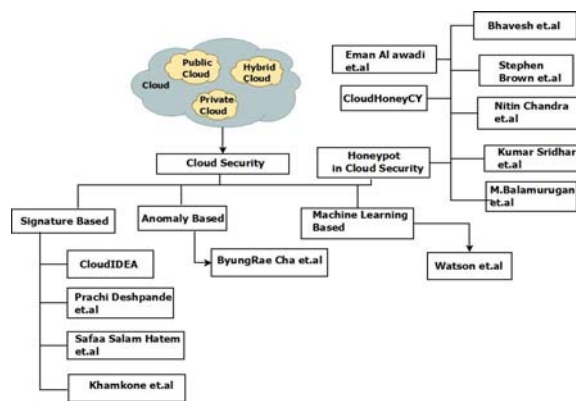 Public
Cloud
Hybrid
Cloud
Cloud
Private
Cloud
Cloud Security
Eman Al awadi
et.al
CloudHoneyCY
Honeypot
in Cloud Security
Bhavesh et.al
Stephen
Brown et.al
Nitin Chandra
et.al
Kumar Sridhar
et.al
M.Balamurugan
et.al
Signature Based
Anomaly Based
Machine Learning
Based
CloudIDEA
Prachi Deshpande
et.al
Safaa Salam Hatem
et.al
Khamkone et.al
ByungRae Cha et.al
Watson et.al